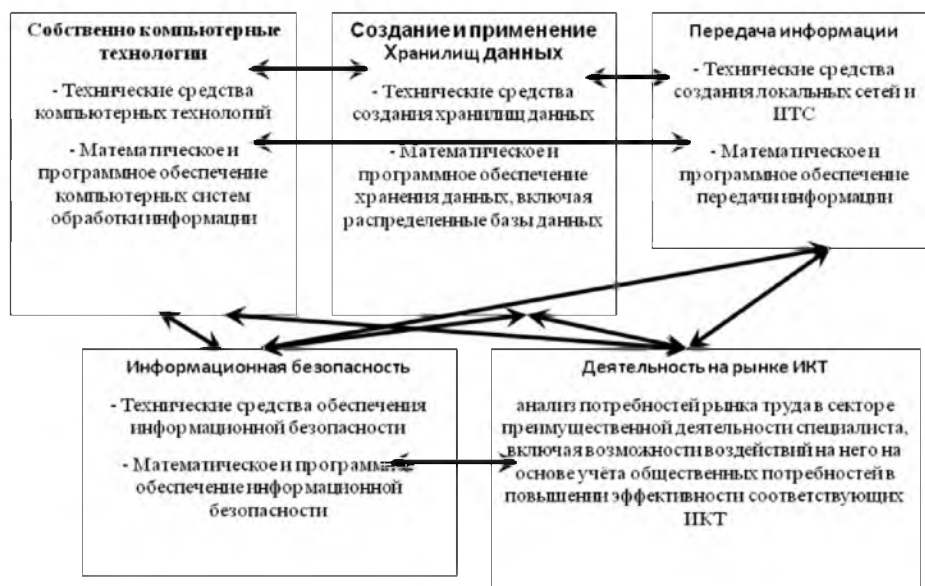 Собственно компьютерные
технологии
- Технические средства
компьютерных технологий
- Математическое и
программное обеспечение
компьютерных систем
обработки информации
Создание и применение
Хранилищ данных
- Технические средства
создания хранилищ данных
- Математическое и
программное обеспечение
хранения данных, включая
распределенные базы данных
Передача информации
- Технические средства
создания локальных сетей и
ИТС
- Математическое и
программное обеспечение
передачи информации
Информационная безопасность
- Технические средства обеспечения
информационной безопасности
- Математическое и программное
обеспечение информационной
безопасности
Деятельность на рынке ИКТ
анализ потребностей рынка труда в секторе
преимущественной деятельности специалиста,
включая возможности воздействий на него на
основе учёта общественных потребностей в
повышении эффективности соответствующих
ИКТ